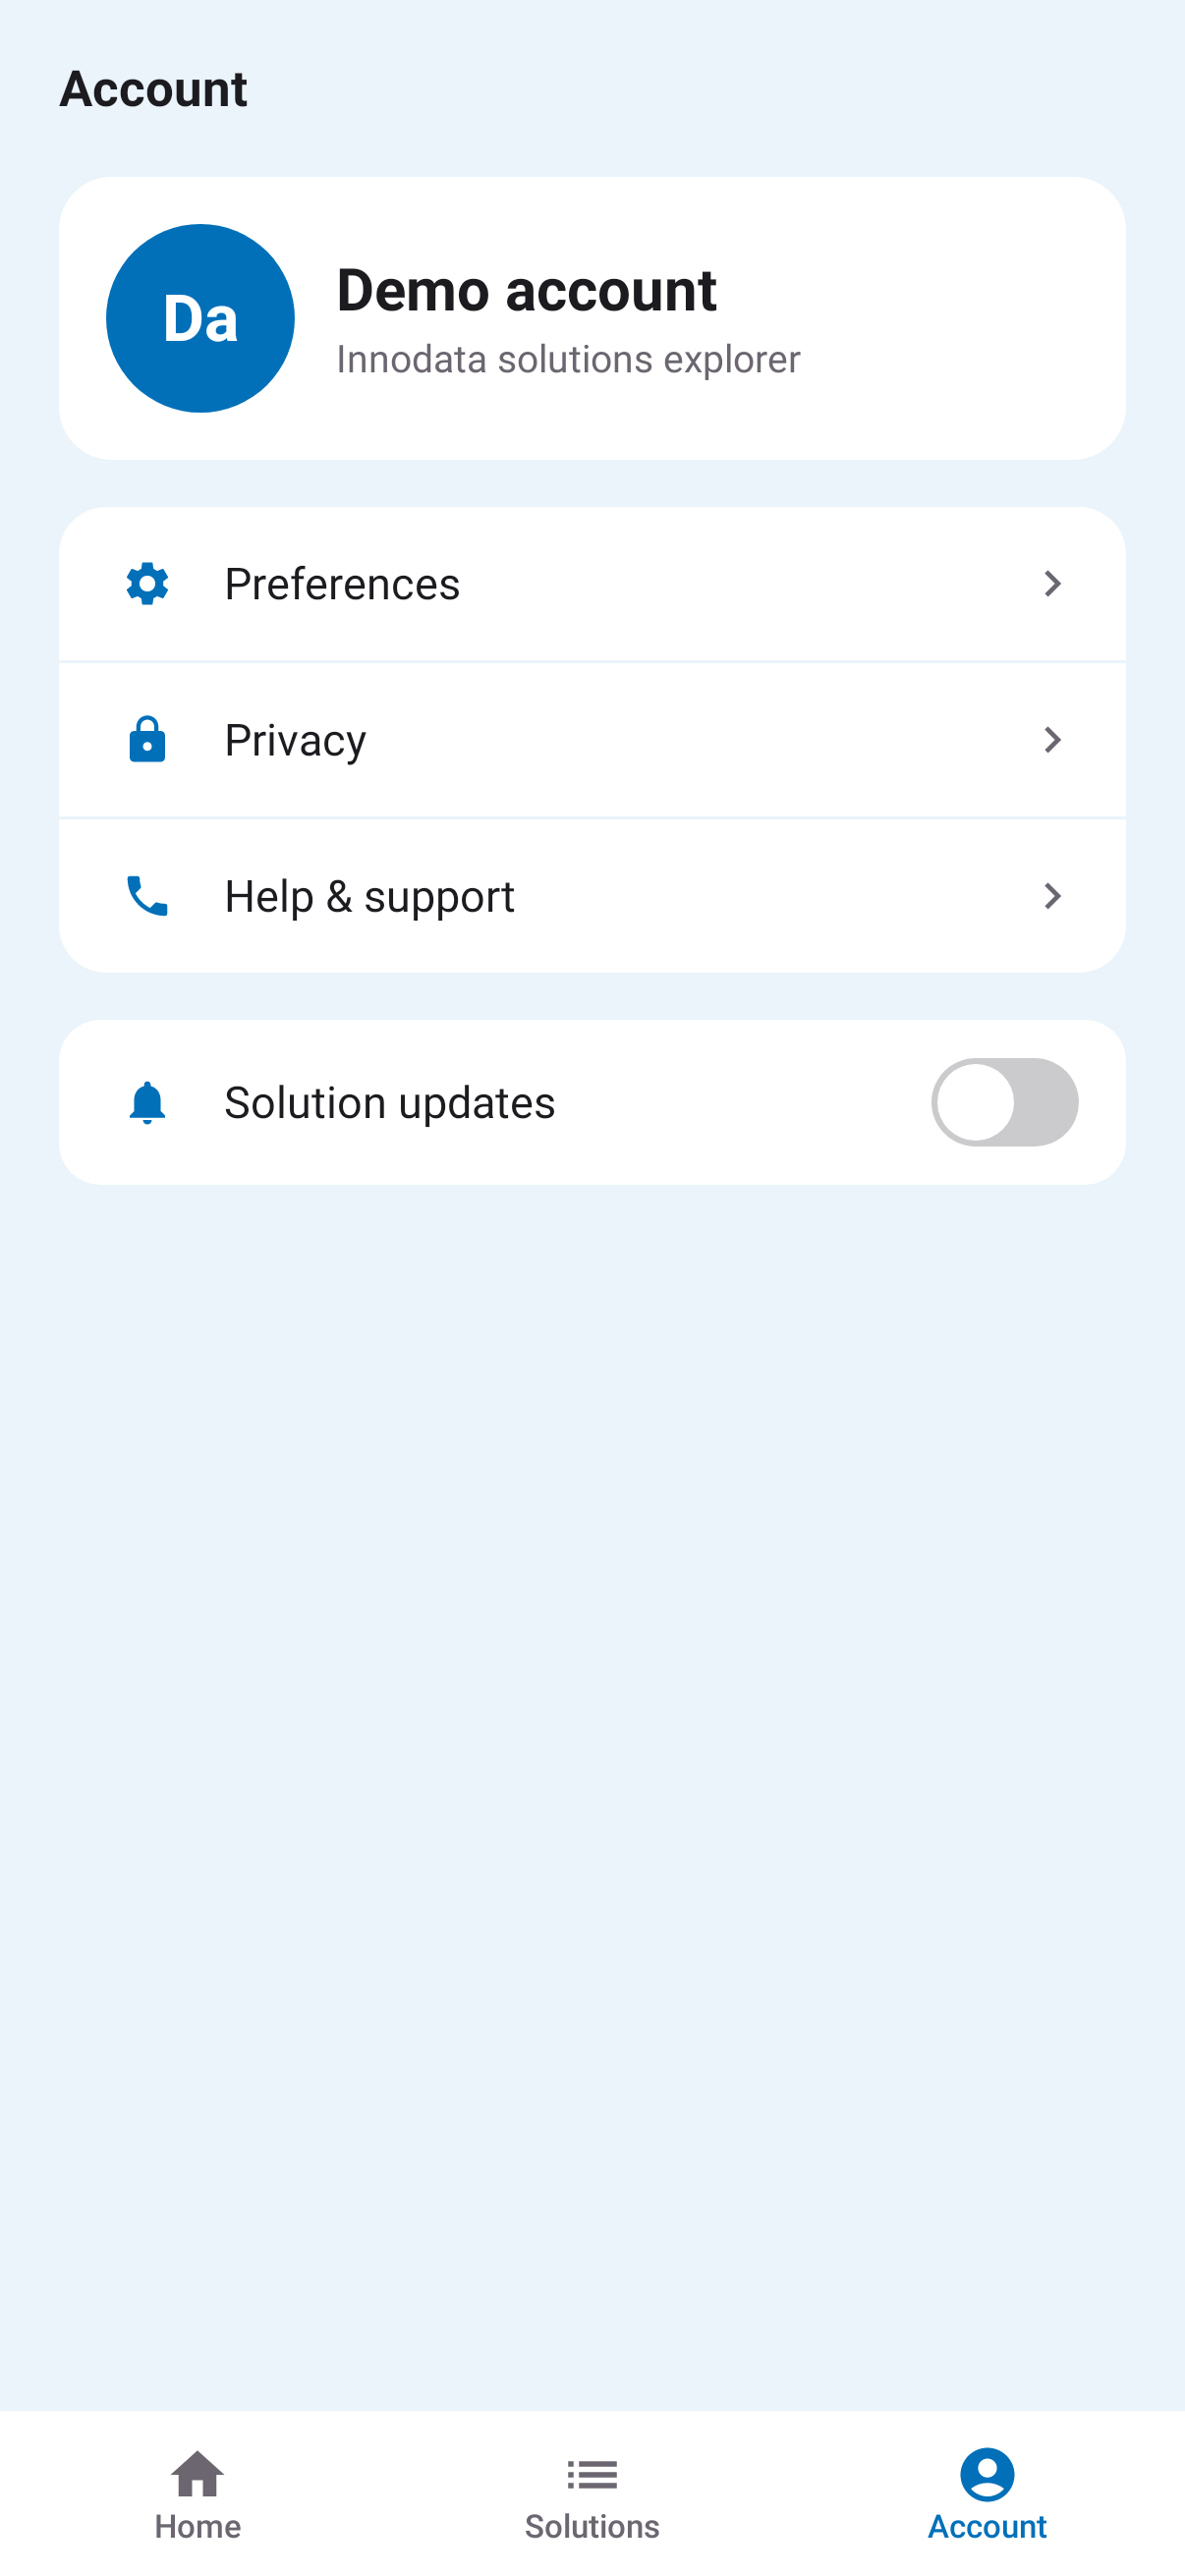 Account
Da
Demo account
Innodata solutions explorer
Preferences
Privacy
Help & support
Solution updates
Home
Solutions
Account